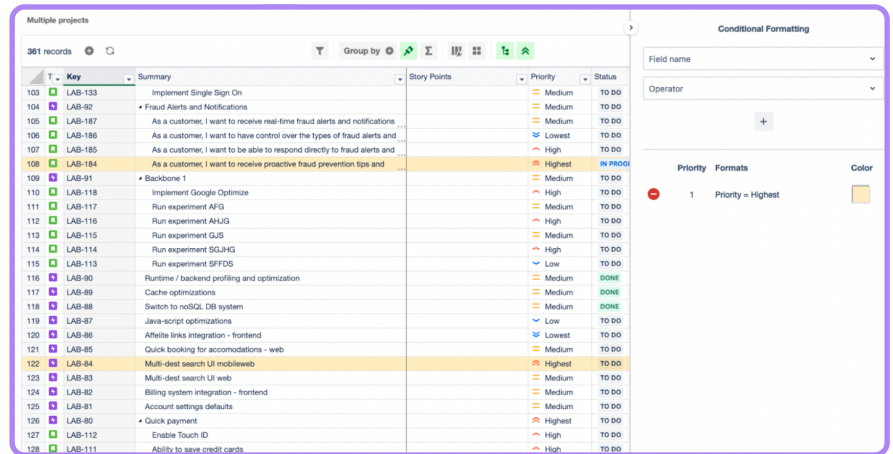 Multiple projects
361 records
Group by
T Key Summary Story Points Priority Status
103 LAB-133 Implement Single Sign On Medium TO DO
104 LAB-92 Fraud Alerts and Notifications Medium TO DO
105 LAB-187 As a customer, I want to receive real-time fraud alerts and notifications ... Medium TO DO
106 LAB-186 As a customer, I want to have control over the types of fraud alerts and ... Lowest TO DO
107 LAB-185 As a customer, I want to be able to respond directly to fraud alerts and ... High TO DO
108 LAB-184 As a customer, I want to receive proactive fraud prevention tips and ... Highest IN PROG
109 LAB-91 Backbone 1 Medium TO DO
110 LAB-118 Implement Google Optimize High TO DO
111 LAB-117 Run experiment AFG Medium TO DO
112 LAB-116 Run experiment AHJG High TO DO
113 LAB-115 Run experiment GJS Medium TO DO
114 LAB-114 Run experiment SGJHG High TO DO
115 LAB-113 Run experiment SFFDS Low TO DO
116 LAB-90 Runtime / backend profiling and optimization Medium DONE
117 LAB-89 Cache optimizations Medium DONE
118 LAB-88 Switch to noSQL DB system Medium DONE
119 LAB-87 Java-script optimizations Low TO DO
120 LAB-86 Affelite links integration - frontend Lowest TO DO
121 LAB-85 Quick booking for accomodations - web Medium TO DO
122 LAB-84 Multi-dest search UI mobileweb Highest TO DO
123 LAB-83 Multi-dest search UI web Medium TO DO
124 LAB-82 Billing system integration - frontend Medium TO DO
125 LAB-81 Account settings defaults Medium TO DO
126 LAB-80 Quick payment Highest TO DO
127 LAB-112 Enable Touch ID High TO DO
128 LAB-111 Ability to save credit cards High TO DO
Conditional Formatting
Field name
Operator
Priority Formats Color
1 Priority = Highest